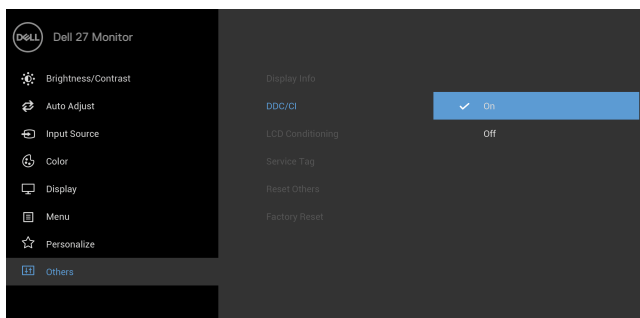 DELL
Dell 27 Monitor
Brightness/Contrast
Auto Adjust
Input Source
Color
Display
Menu
Personalize
Others
Display Info
DDC/CI
LCD Conditioning
Service Tag
Reset Others
Factory Reset
On
Off